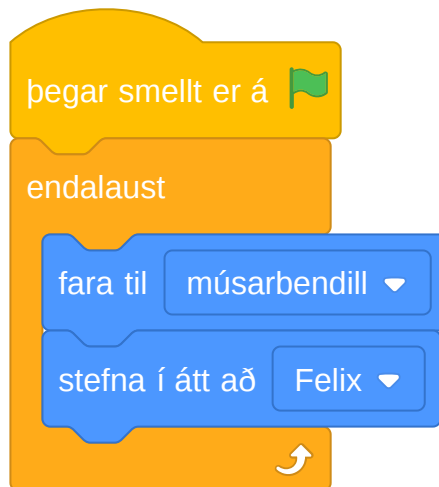 þegar smellt er á
endalaust
fara til músarbendill
stefna í átt að Felix